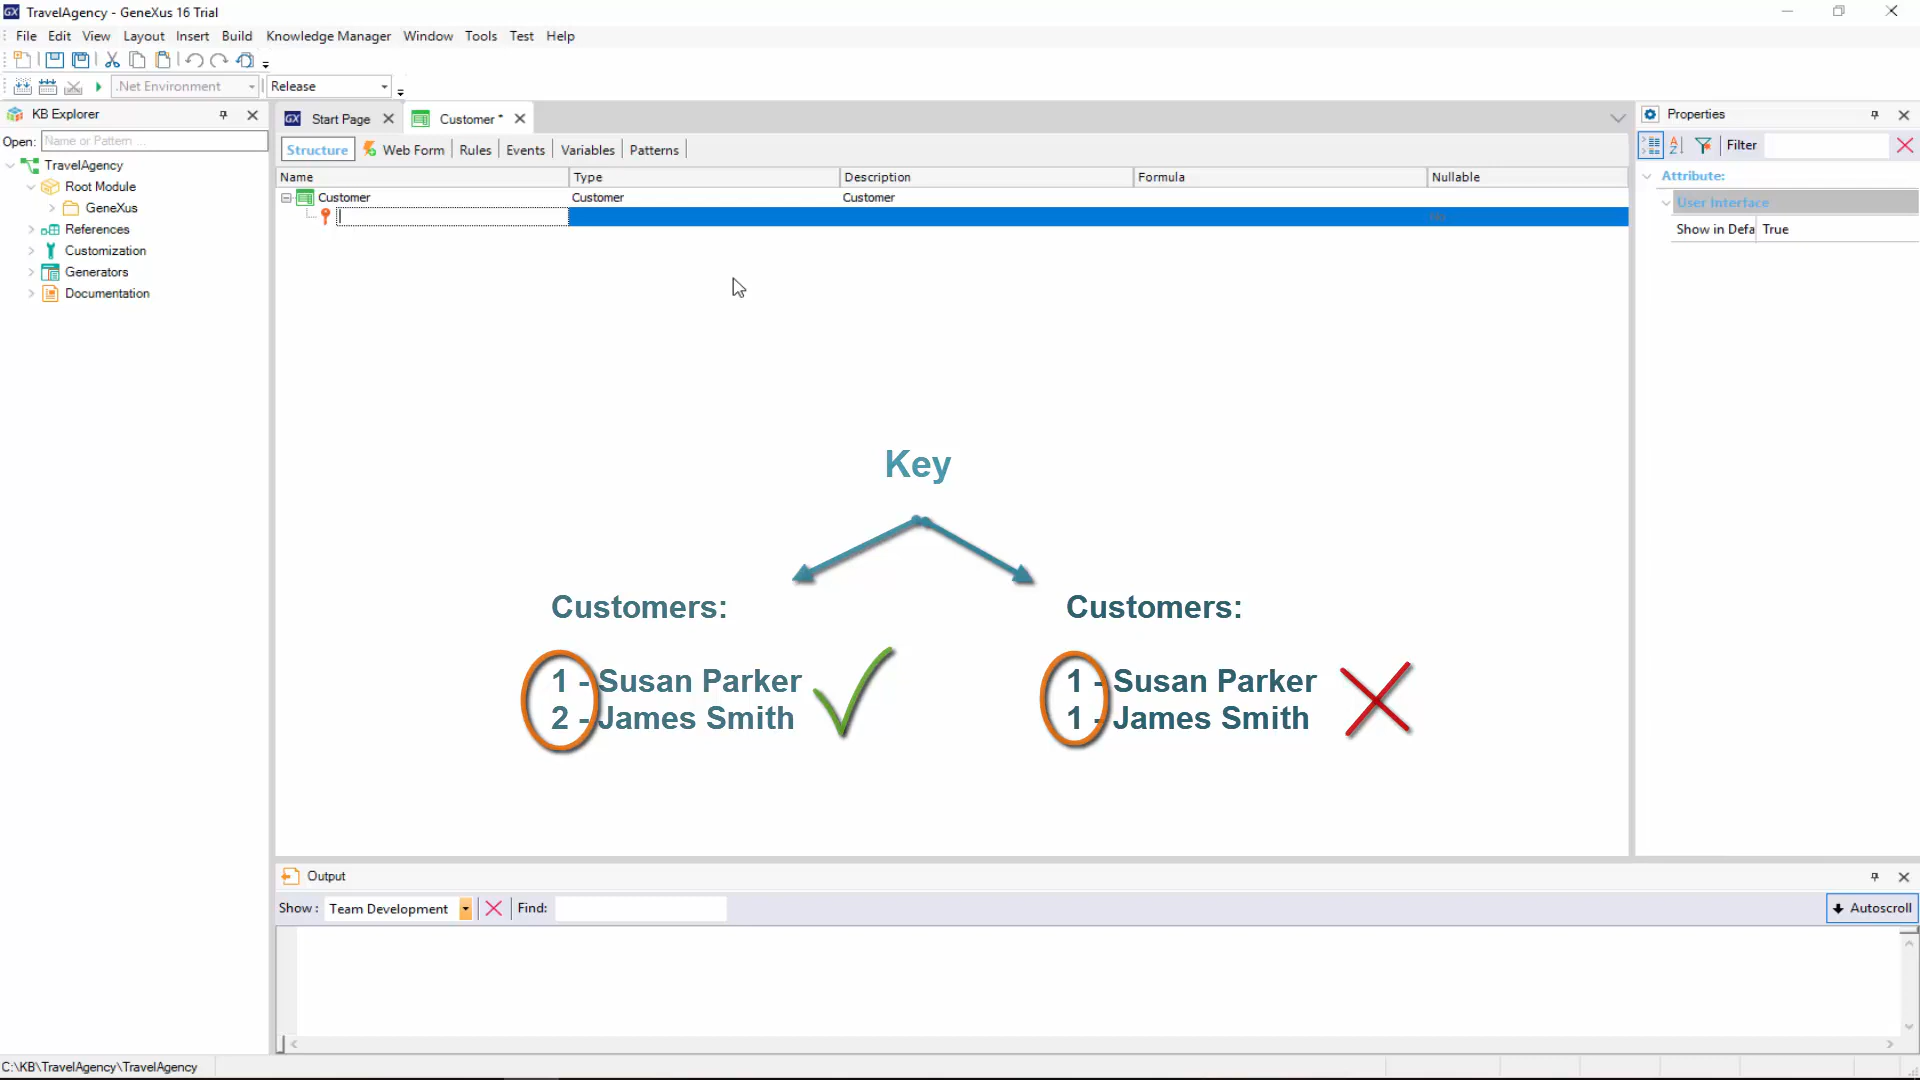 TravelAgency - GeneXus 16 Trial
File Edit View Layout Insert Build Knowledge Manager Window Tools Test Help
.Net Environment Release
KB Explorer
Open: Name or Pattern ...
TravelAgency
Root Module
GeneXus
References
Customization
Generators
Documentation
GX Start Page Customer *
Structure Web Form Rules Events Variables Patterns
Name Type Description Formula Nullable
Customer Customer Customer
No
Key
Customers:
1 - Susan Parker
2 - James Smith
Customers:
1 - Susan Parker
1 - James Smith
Properties
Filter
Attribute:
User Interface
Show in Defa True
Output
Show : Team Development Find:
Autoscroll
C:\KB\TravelAgency\TravelAgency